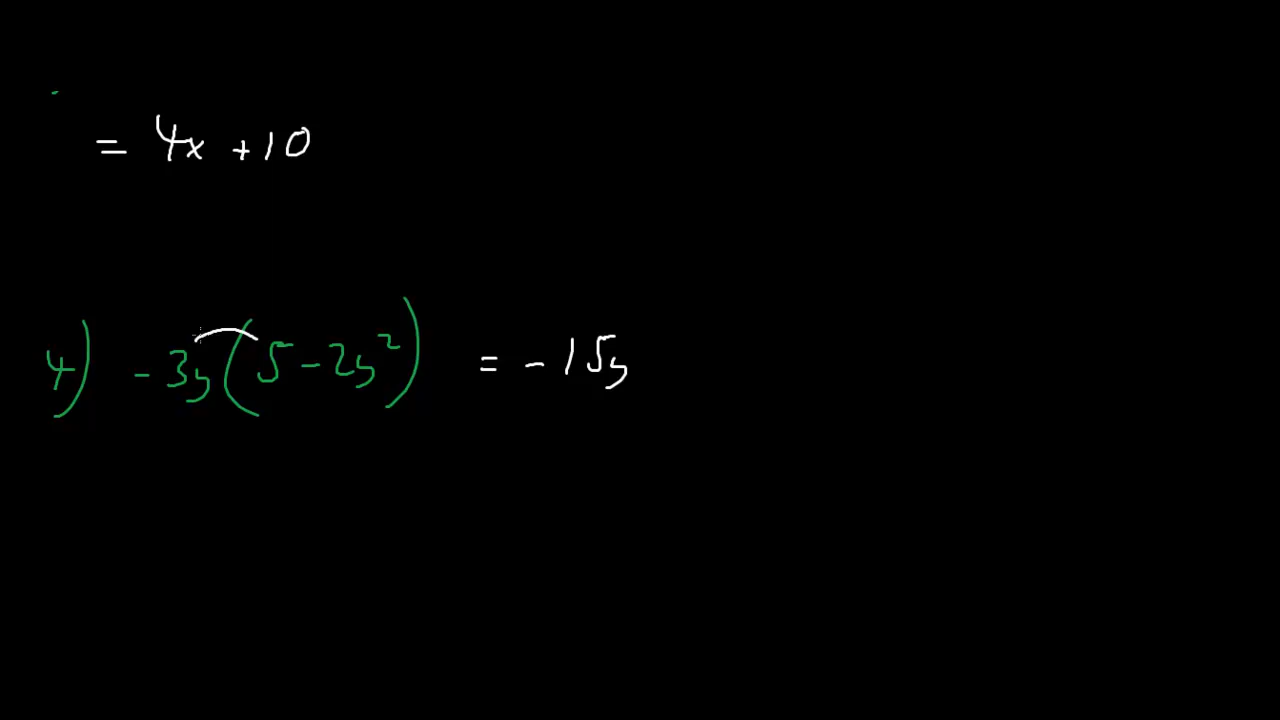 = 4x + 10
4) - 3y ( 5 - 2y² ) = - 15y